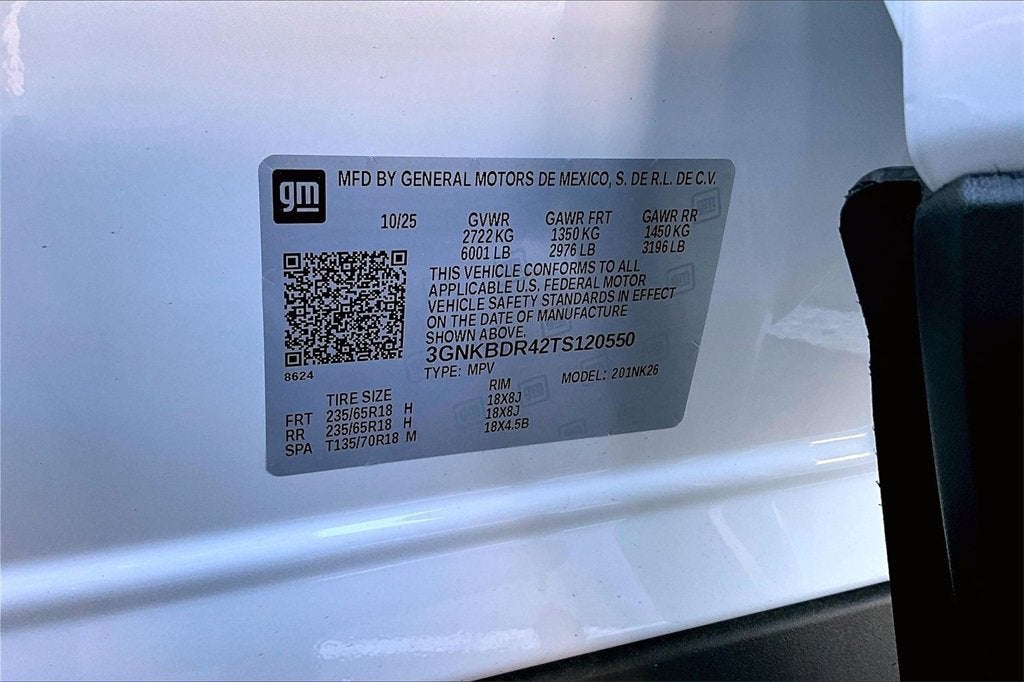 gm
MFD BY GENERAL MOTORS DE MEXICO, S. DE R.L. DE C.V.
10/25 GVWR GAWR FRT GAWR RR
2722 KG 1350 KG 1450 KG
6001 LB 2976 LB 3196 LB
THIS VEHICLE CONFORMS TO ALL
APPLICABLE U.S. FEDERAL MOTOR
VEHICLE SAFETY STANDARDS IN EFFECT
ON THE DATE OF MANUFACTURE
SHOWN ABOVE.
3GNKBDR42TS120550
8624
TYPE: MPV MODEL: 201NK26
TIRE SIZE RIM
FRT 235/65R18 H 18X8J
RR 235/65R18 H 18X8J
SPA T135/70R18 M 18X4.5B